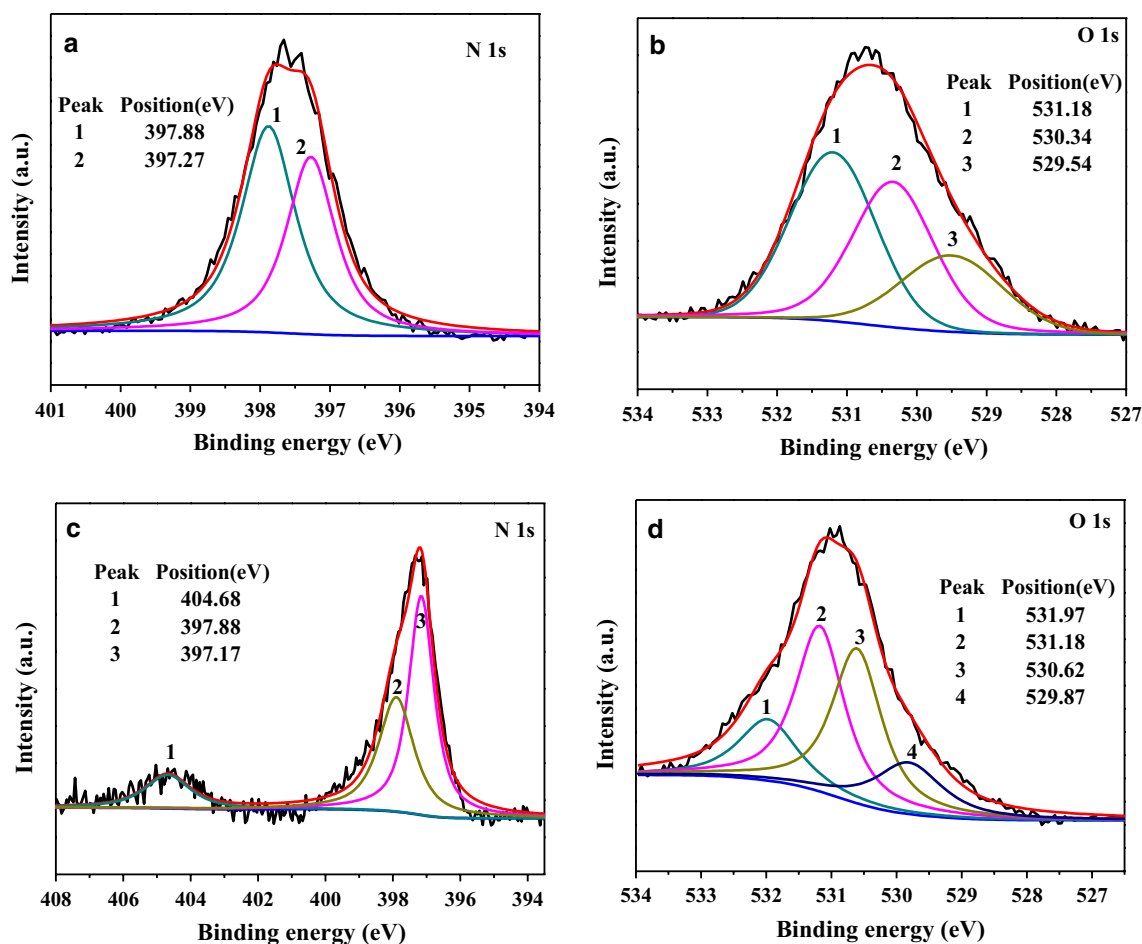 a
N 1s
Peak Position(eV)
1 397.88
2 397.27
1
2
Intensity (a.u.)
401 400 399 398 397 396 395 394
Binding energy (eV)
b
O 1s
Peak Position(eV)
1 531.18
2 530.34
3 529.54
1
2
3
Intensity (a.u.)
534 533 532 531 530 529 528 527
Binding energy (eV)
c
N 1s
Peak Position(eV)
1 404.68
2 397.88
3 397.17
3
2
1
Intensity (a.u.)
408 406 404 402 400 398 396 394
Binding energy (eV)
d
O 1s
Peak Position(eV)
1 531.97
2 531.18
3 530.62
4 529.87
2
3
1
4
Intensity (a.u.)
534 533 532 531 530 529 528 527
Binding energy (eV)